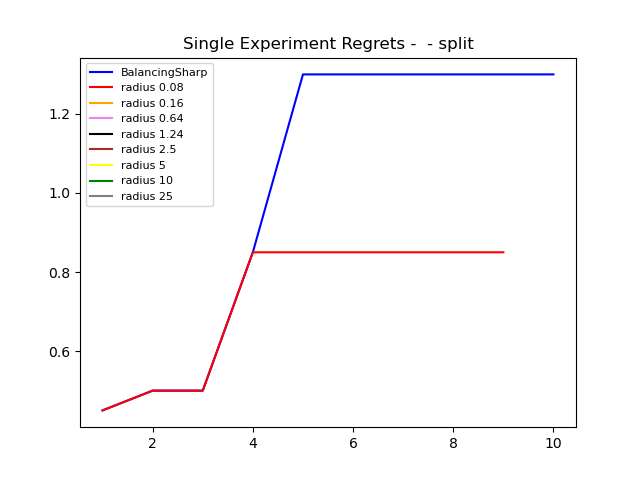 Single Experiment Regrets -  - split
BalancingSharp
radius 0.08
radius 0.16
radius 0.64
radius 1.24
radius 2.5
radius 5
radius 10
radius 25
1.2
1.0
0.8
0.6
2 4 6 8 10